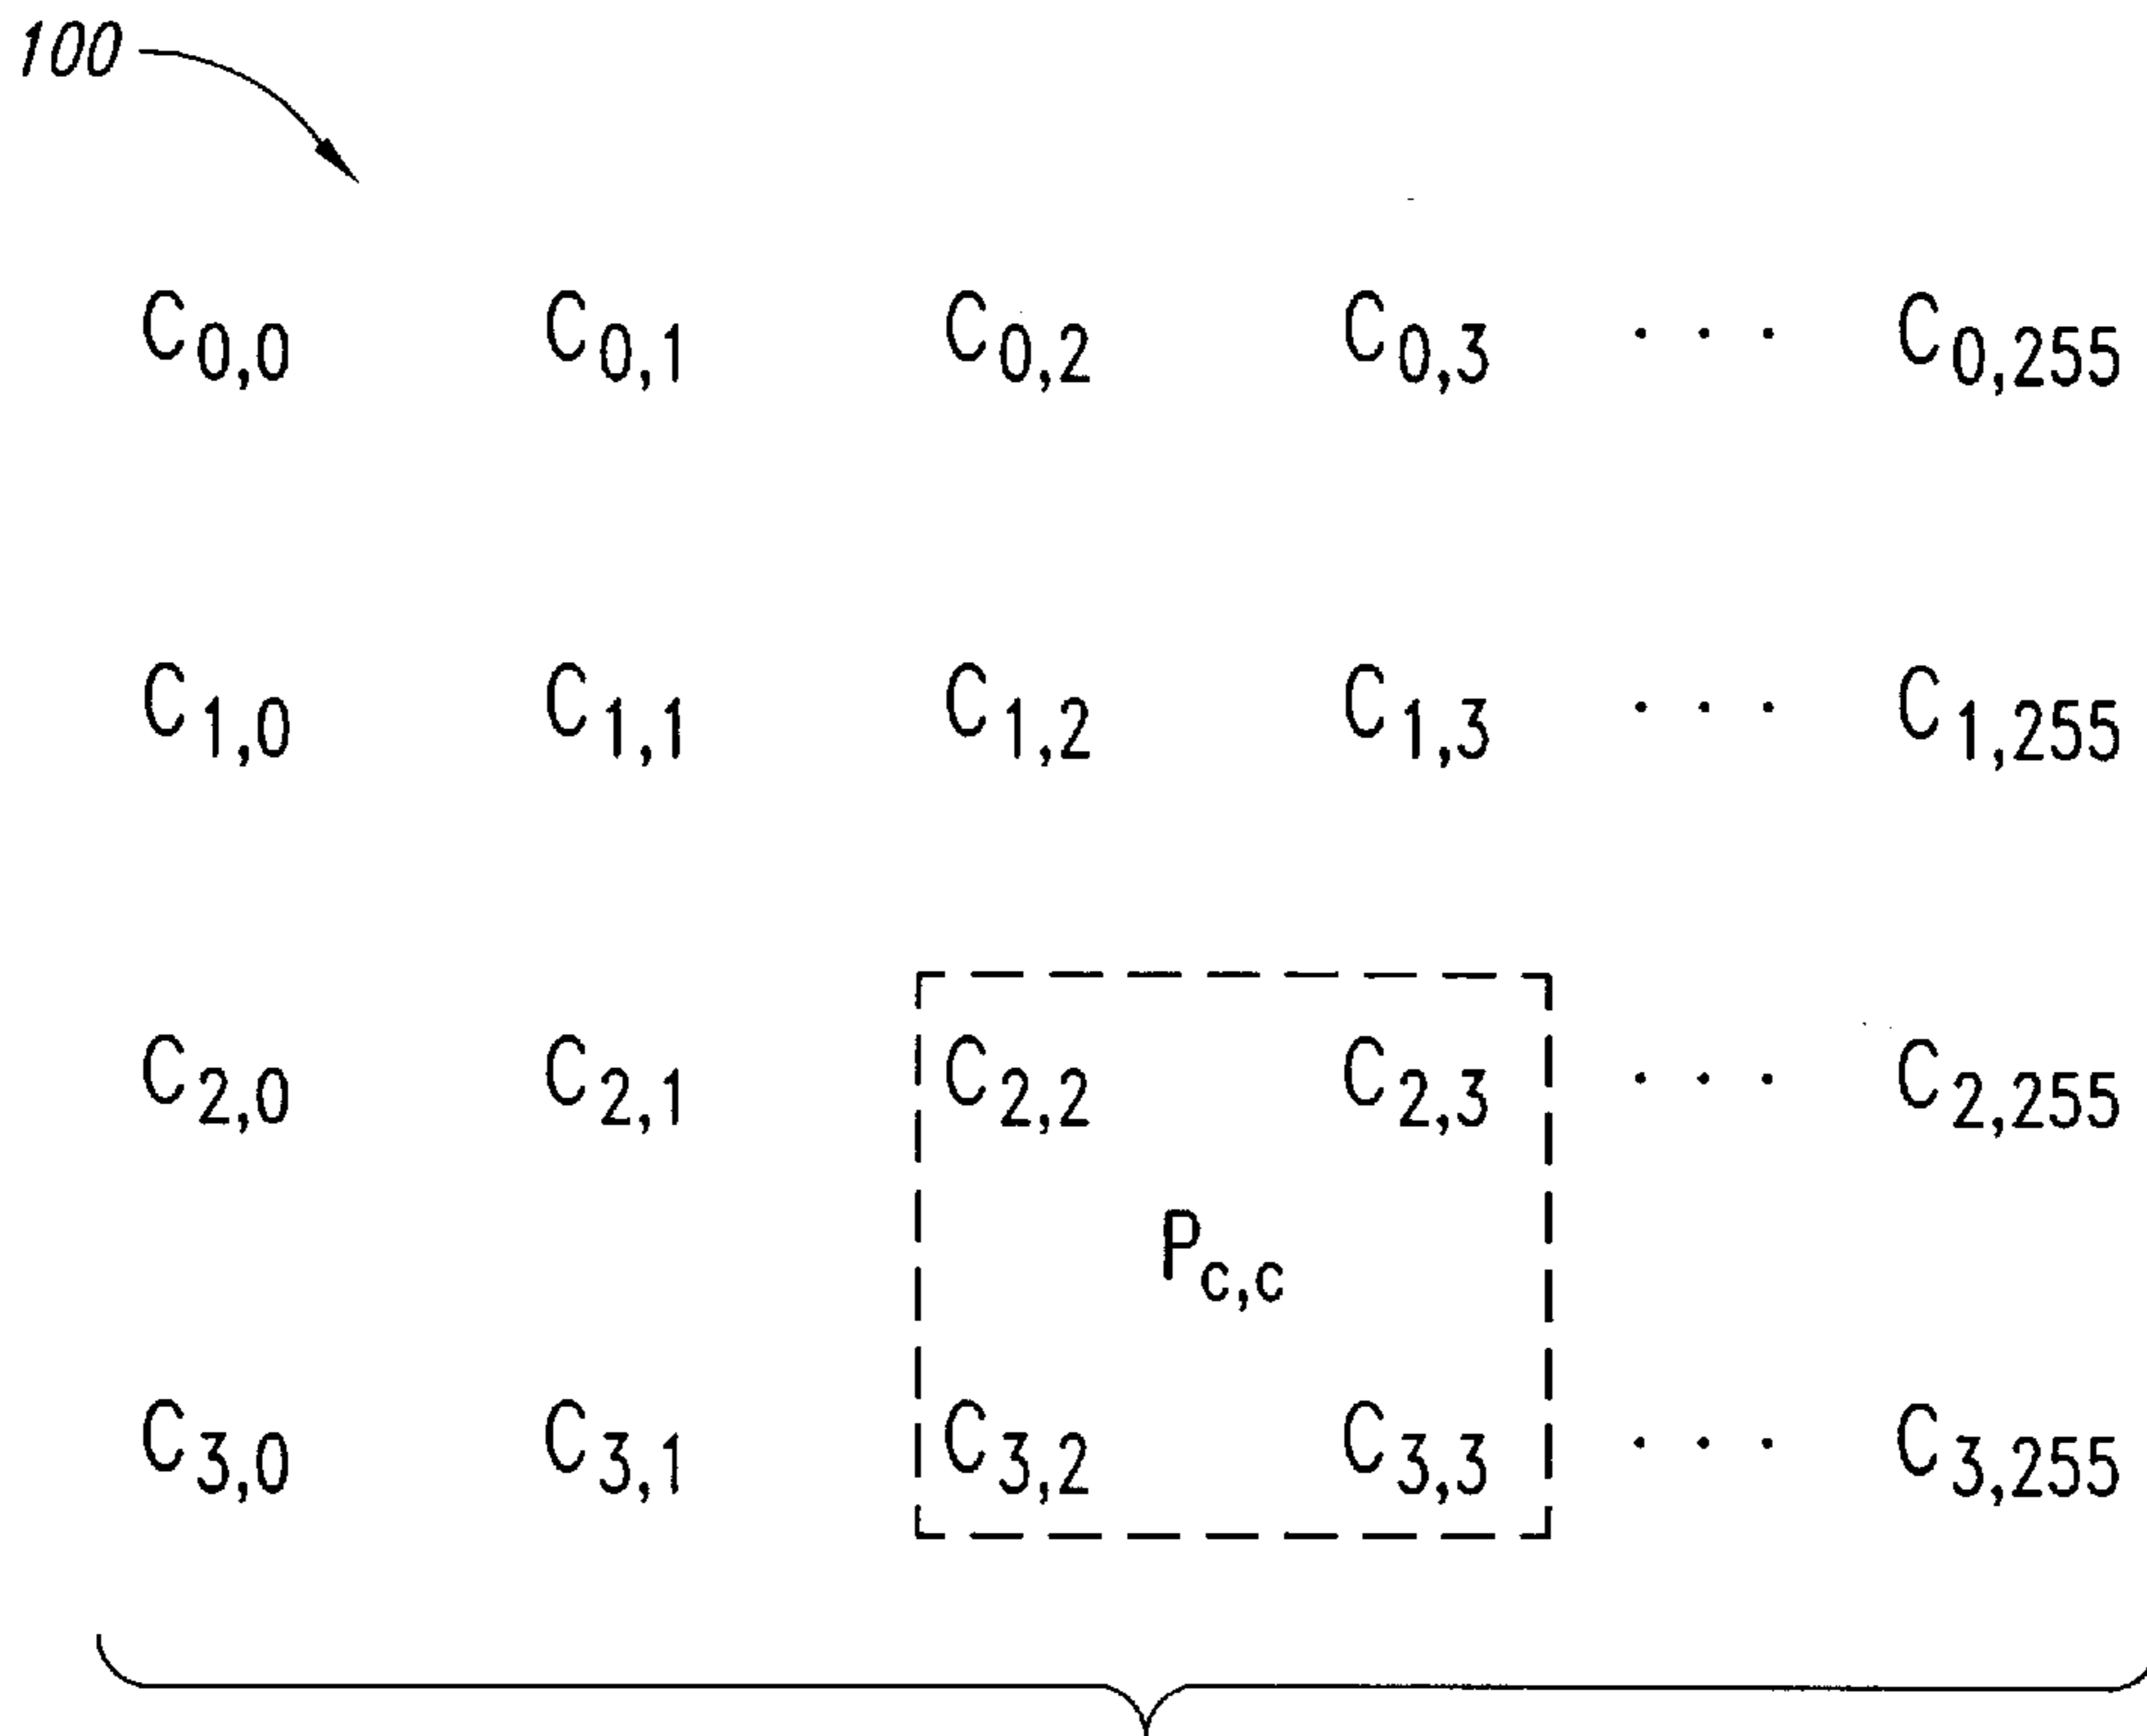 100
C0,0 C0,1 C0,2 C0,3 · · · C0,255
C1,0 C1,1 C1,2 C1,3 · · · C1,255
C2,0 C2,1 C2,2 C2,3 · · · C2,255
Pc,c
C3,0 C3,1 C3,2 C3,3 · · · C3,255